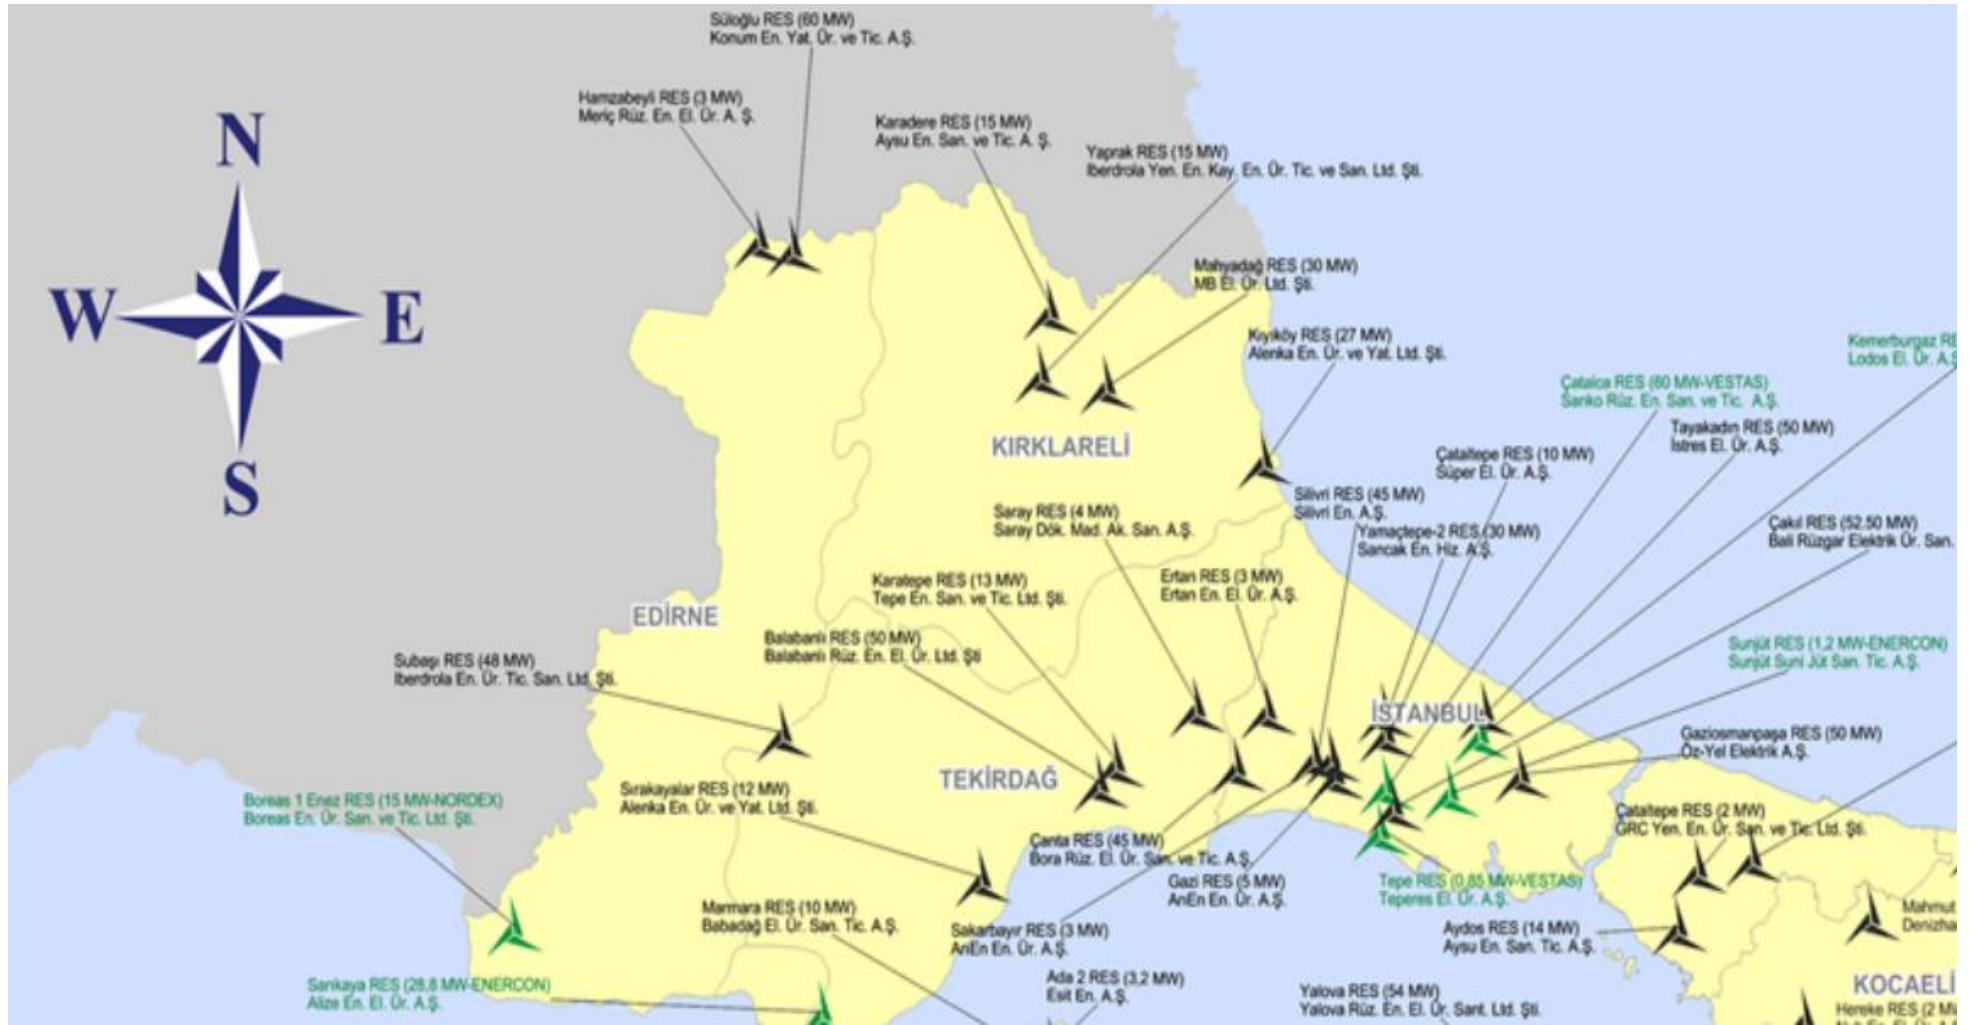 Süloğlu RES (60 MW)
Konum En. Yat. Ür. ve Tic. A.Ş.
Hamzabeyli RES (3 MW)
Meriç Rüz. En. El. Ür. A. Ş.
Karadere RES (15 MW)
Aysu En. San. ve Tic. A. Ş.
Yaprak RES (15 MW)
Iberdrola Yen. En. Kay. En. Ür. Tic. ve San. Ltd. Şti.
N
W
E
S
Mahyadağ RES (30 MW)
MB El. Ür. Ltd. Şti.
Kıyıköy RES (27 MW)
Alenka En. Ür. ve Yat. Ltd. Şti.
Kemerburgaz RE
Lodos El. Ür. A.Ş
Çatalca RES (60 MW-VESTAS)
Sanko Rüz. En. San. ve Tic. A.Ş.
Tayakadın RES (50 MW)
İstres El. Ür. A.Ş.
KIRKLARELİ
Çataltepe RES (10 MW)
Süper El. Ür. A.Ş.
Silivri RES (45 MW)
Silivri En. A.Ş.
Saray RES (4 MW)
Saray Dök. Mad. Ak. San. A.Ş.
Yamaçtepe-2 RES (30 MW)
Sancak En. Hiz. A.Ş.
Çakıl RES (52.50 MW)
Bali Rüzgar Elektrik Ür. San.
Karatepe RES (13 MW)
Tepe En. San. ve Tic. Ltd. Şti.
Ertan RES (3 MW)
Ertan En. El. Ür. A.Ş.
EDİRNE
Balabanlı RES (50 MW)
Balabanlı Rüz. En. El. Ür. Ltd. Şti
Sunjüt RES (1,2 MW-ENERCON)
Sunjüt Suni Jüt San. Tic. A.Ş.
Subaşı RES (48 MW)
Iberdrola En. Ür. Tic. San. Ltd. Şti.
İSTANBUL
Gaziosmanpaşa RES (50 MW)
Öz-Yel Elektrik A.Ş.
TEKİRDAĞ
Sırakayalar RES (12 MW)
Alenka En. Ür. ve Yat. Ltd. Şti.
Boreas 1 Enez RES (15 MW-NORDEX)
Boreas En. Ür. San. ve Tic. Ltd. Şti.
Çataltepe RES (2 MW)
GRC Yen. En. Ür. San. ve Tic. Ltd. Şti.
Çanta RES (45 MW)
Bora Rüz. El. Ür. San. ve Tic. A.Ş.
Gazi RES (5 MW)
AnEn En. Ür. A.Ş.
Tepe RES (0,85 MW-VESTAS)
Teperes El. Ür. A.Ş.
Marmara RES (10 MW)
Babadağ El. Ür. San. Tic. A.Ş.
Sakarbayır RES (3 MW)
AnEn En. Ür. A.Ş.
Aydos RES (14 MW)
Aysu En. San. Tic. A.Ş.
Mahmut
Denizha
Sarıkaya RES (28,8 MW-ENERCON)
Alize En. El. Ür. A.Ş.
Ada 2 RES (3,2 MW)
Esit En. A.Ş.
Yalova RES (54 MW)
Yalova Rüz. En. El. Ür. Sant. Ltd. Şti.
KOCAELİ
Hereke RES (2 M